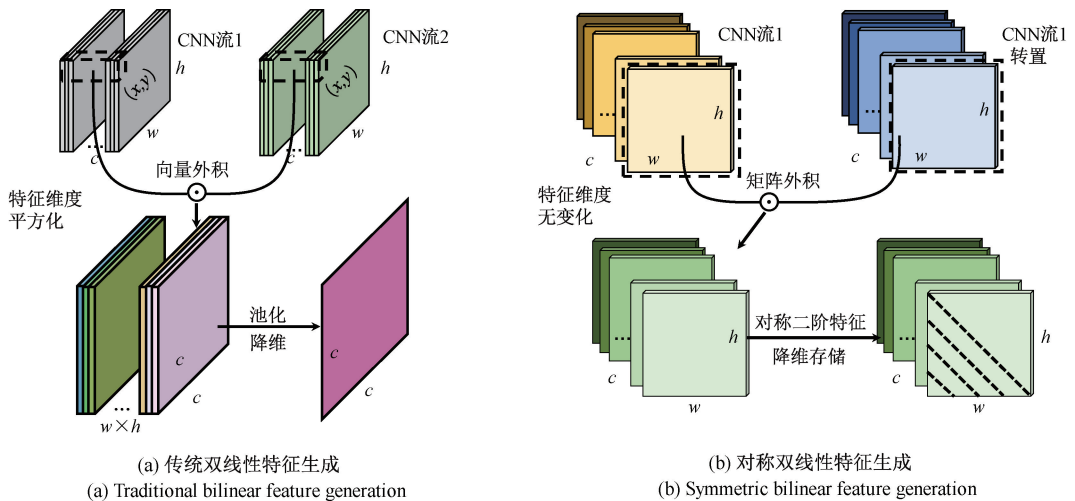 CNN流1
CNN流2
h
h
(x,y)
(x,y)
w
w
...
c
...
c
向量外积
特征维度
平方化
池化
降维
c
c
c
c
...
w×h
(a) 传统双线性特征生成
(a) Traditional bilinear feature generation
CNN流1
CNN流1
转置
...
h
...
h
c
w
c
w
特征维度
无变化
矩阵外积
对称二阶特征
降维存储
...
h
...
h
c
w
c
w
(b) 对称双线性特征生成
(b) Symmetric bilinear feature generation